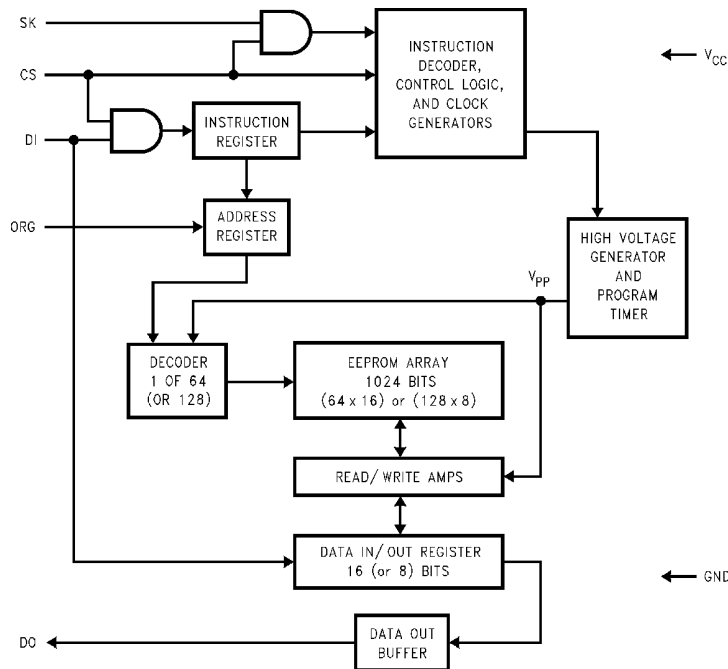 SK
CS
DI
ORG
INSTRUCTION
DECODER,
CONTROL LOGIC,
AND CLOCK
GENERATORS
VCC
INSTRUCTION
REGISTER
ADDRESS
REGISTER
HIGH VOLTAGE
GENERATOR
AND
PROGRAM
TIMER
VPP
DECODER
1 OF 64
(OR 128)
EEPROM ARRAY
1024 BITS
(64 x 16) or (128 x 8)
READ/WRITE AMPS
DATA IN/OUT REGISTER
16 (or 8) BITS
GND
DO
DATA OUT
BUFFER